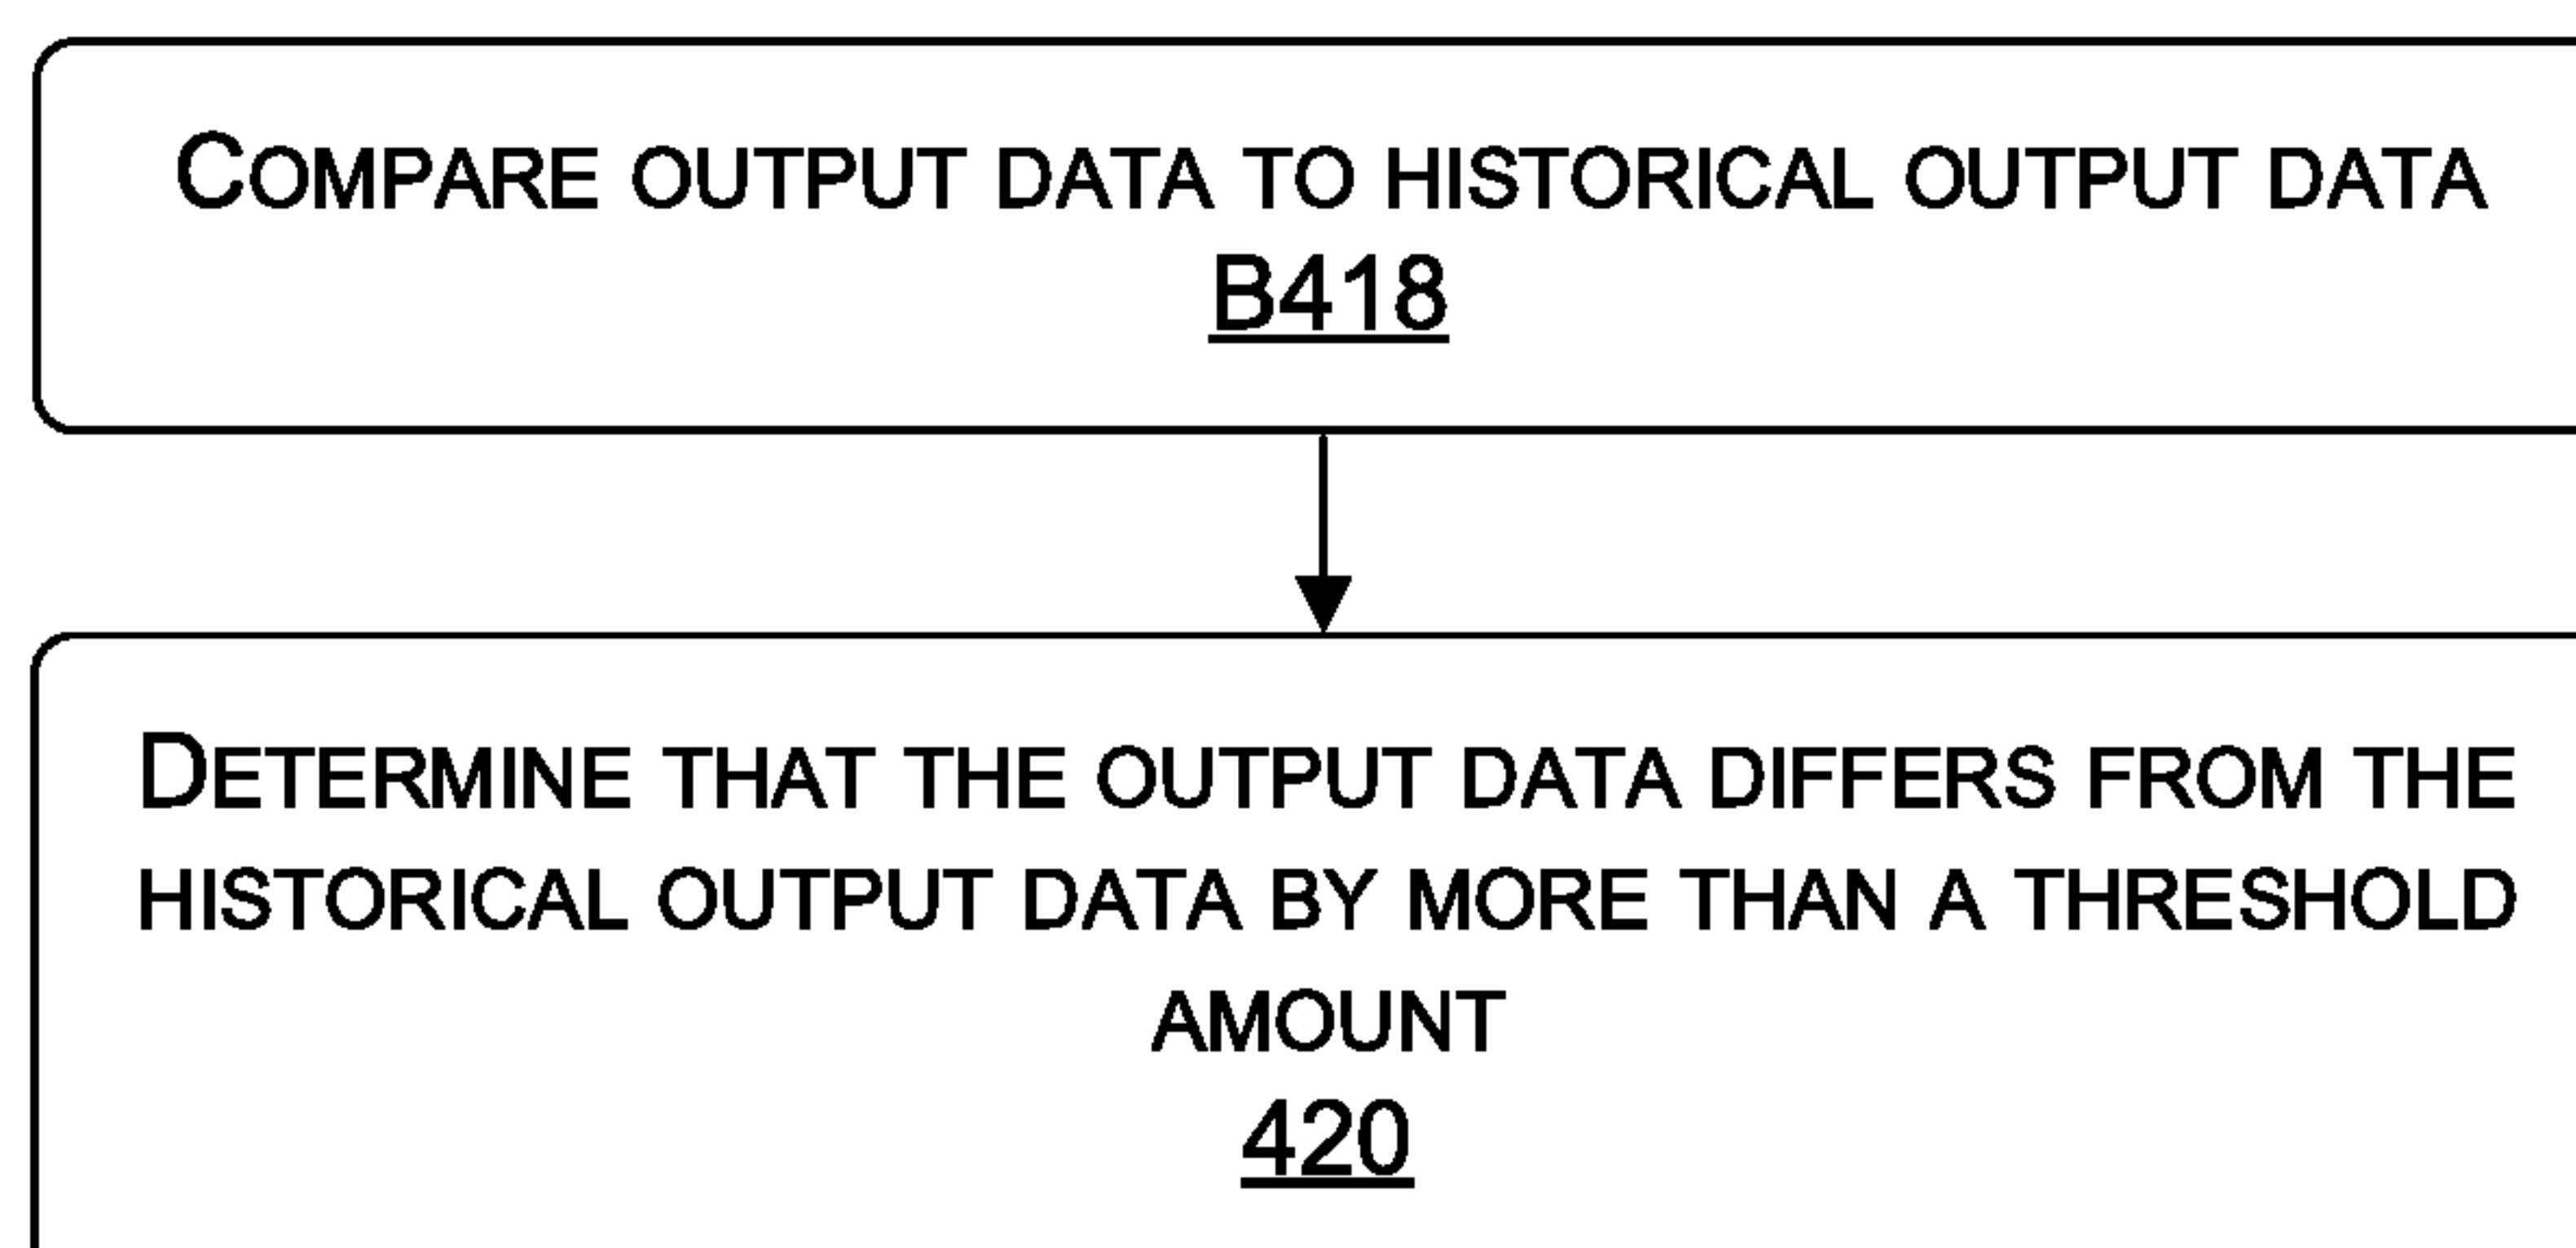 COMPARE OUTPUT DATA TO HISTORICAL OUTPUT DATA
B418
DETERMINE THAT THE OUTPUT DATA DIFFERS FROM THE
HISTORICAL OUTPUT DATA BY MORE THAN A THRESHOLD
AMOUNT
420